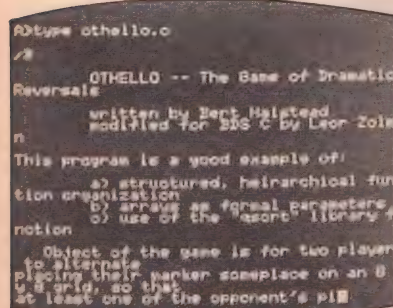 A>type othello.c
/*
OTHELLO -- The Game of Dramatic
Reversals
written by Bert Halstead
modified for BDS C by Leor Zolma
n
This program is a good example of:
a) structured, heirarchical func
tion organization
b) arrays as formal parameters
c) use of the "qsort" library fu
nction
Object of the game is for two players
to alternate
placing their marker someplace on an 8
y 8 grid, so that
at least one of the opponent's pi